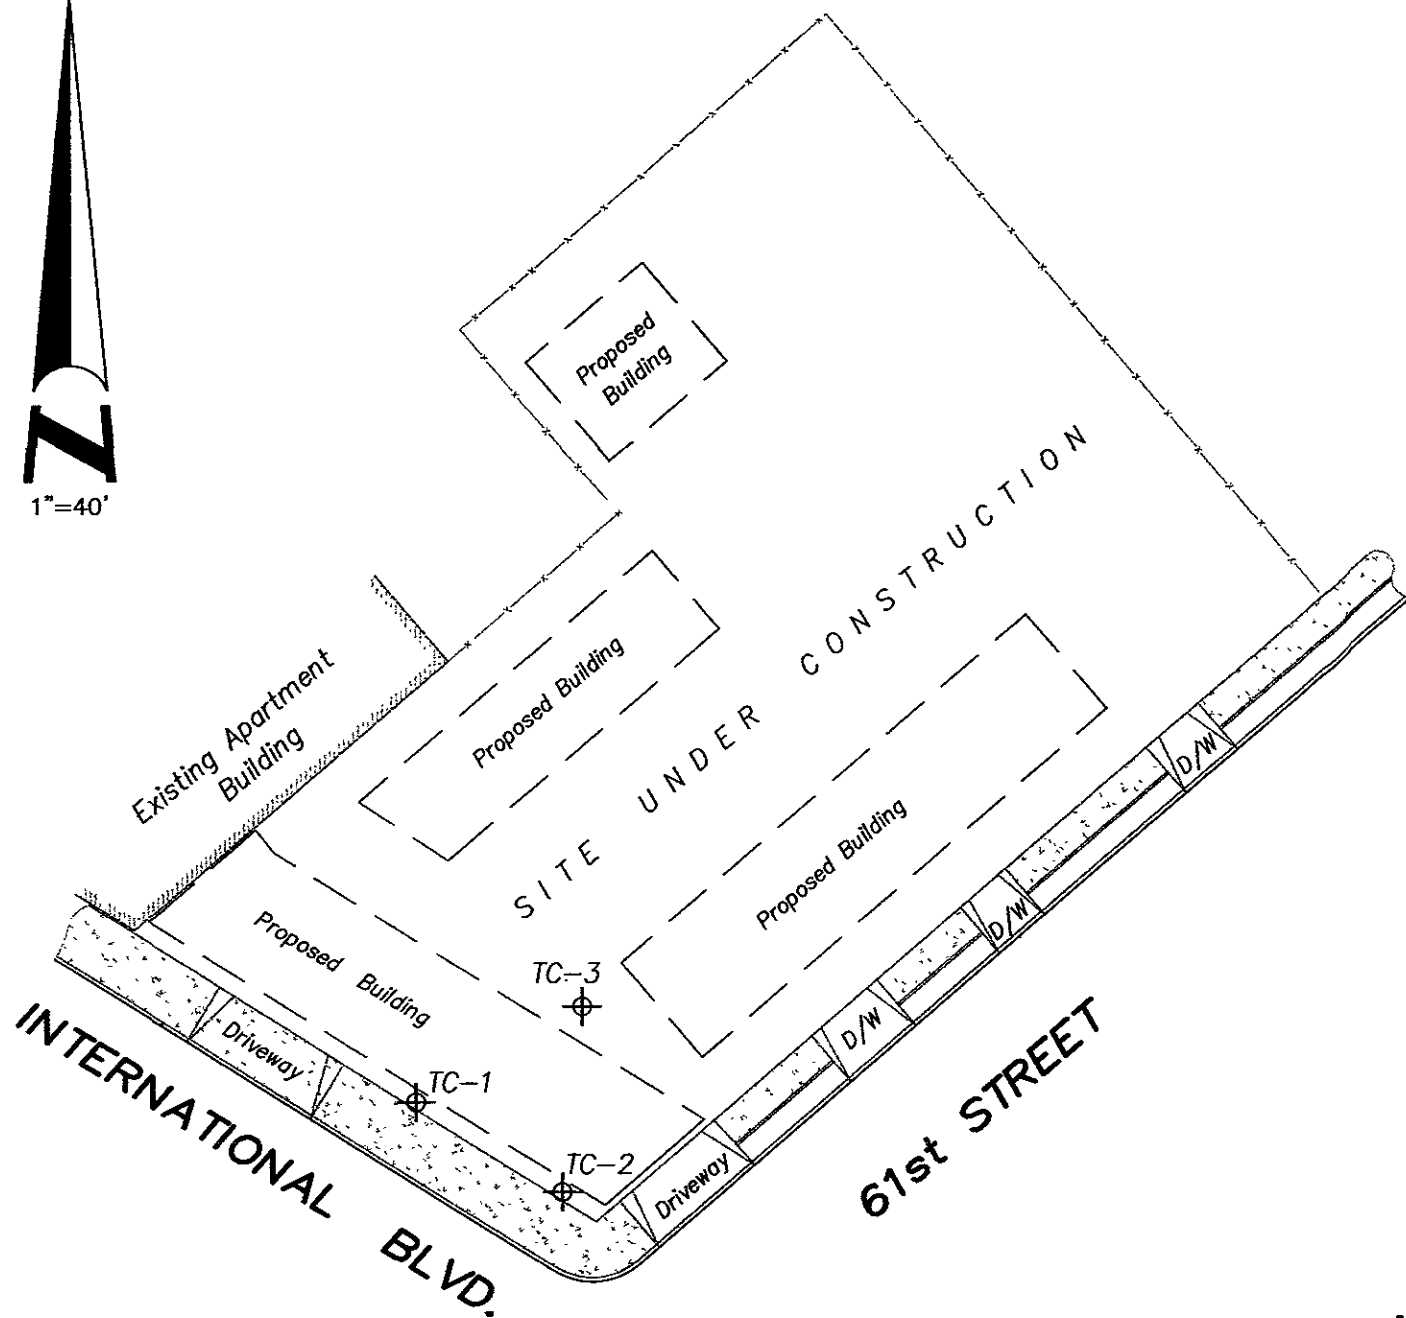 N
1"=40'
Proposed
Building
SITE UNDER CONSTRUCTION
Existing Apartment
Building
Proposed Building
Proposed Building
Proposed Building
D/W
D/W
D/W
TC-3
Driveway
TC-1
TC-2
Driveway
INTERNATIONAL BLVD.
61st STREET